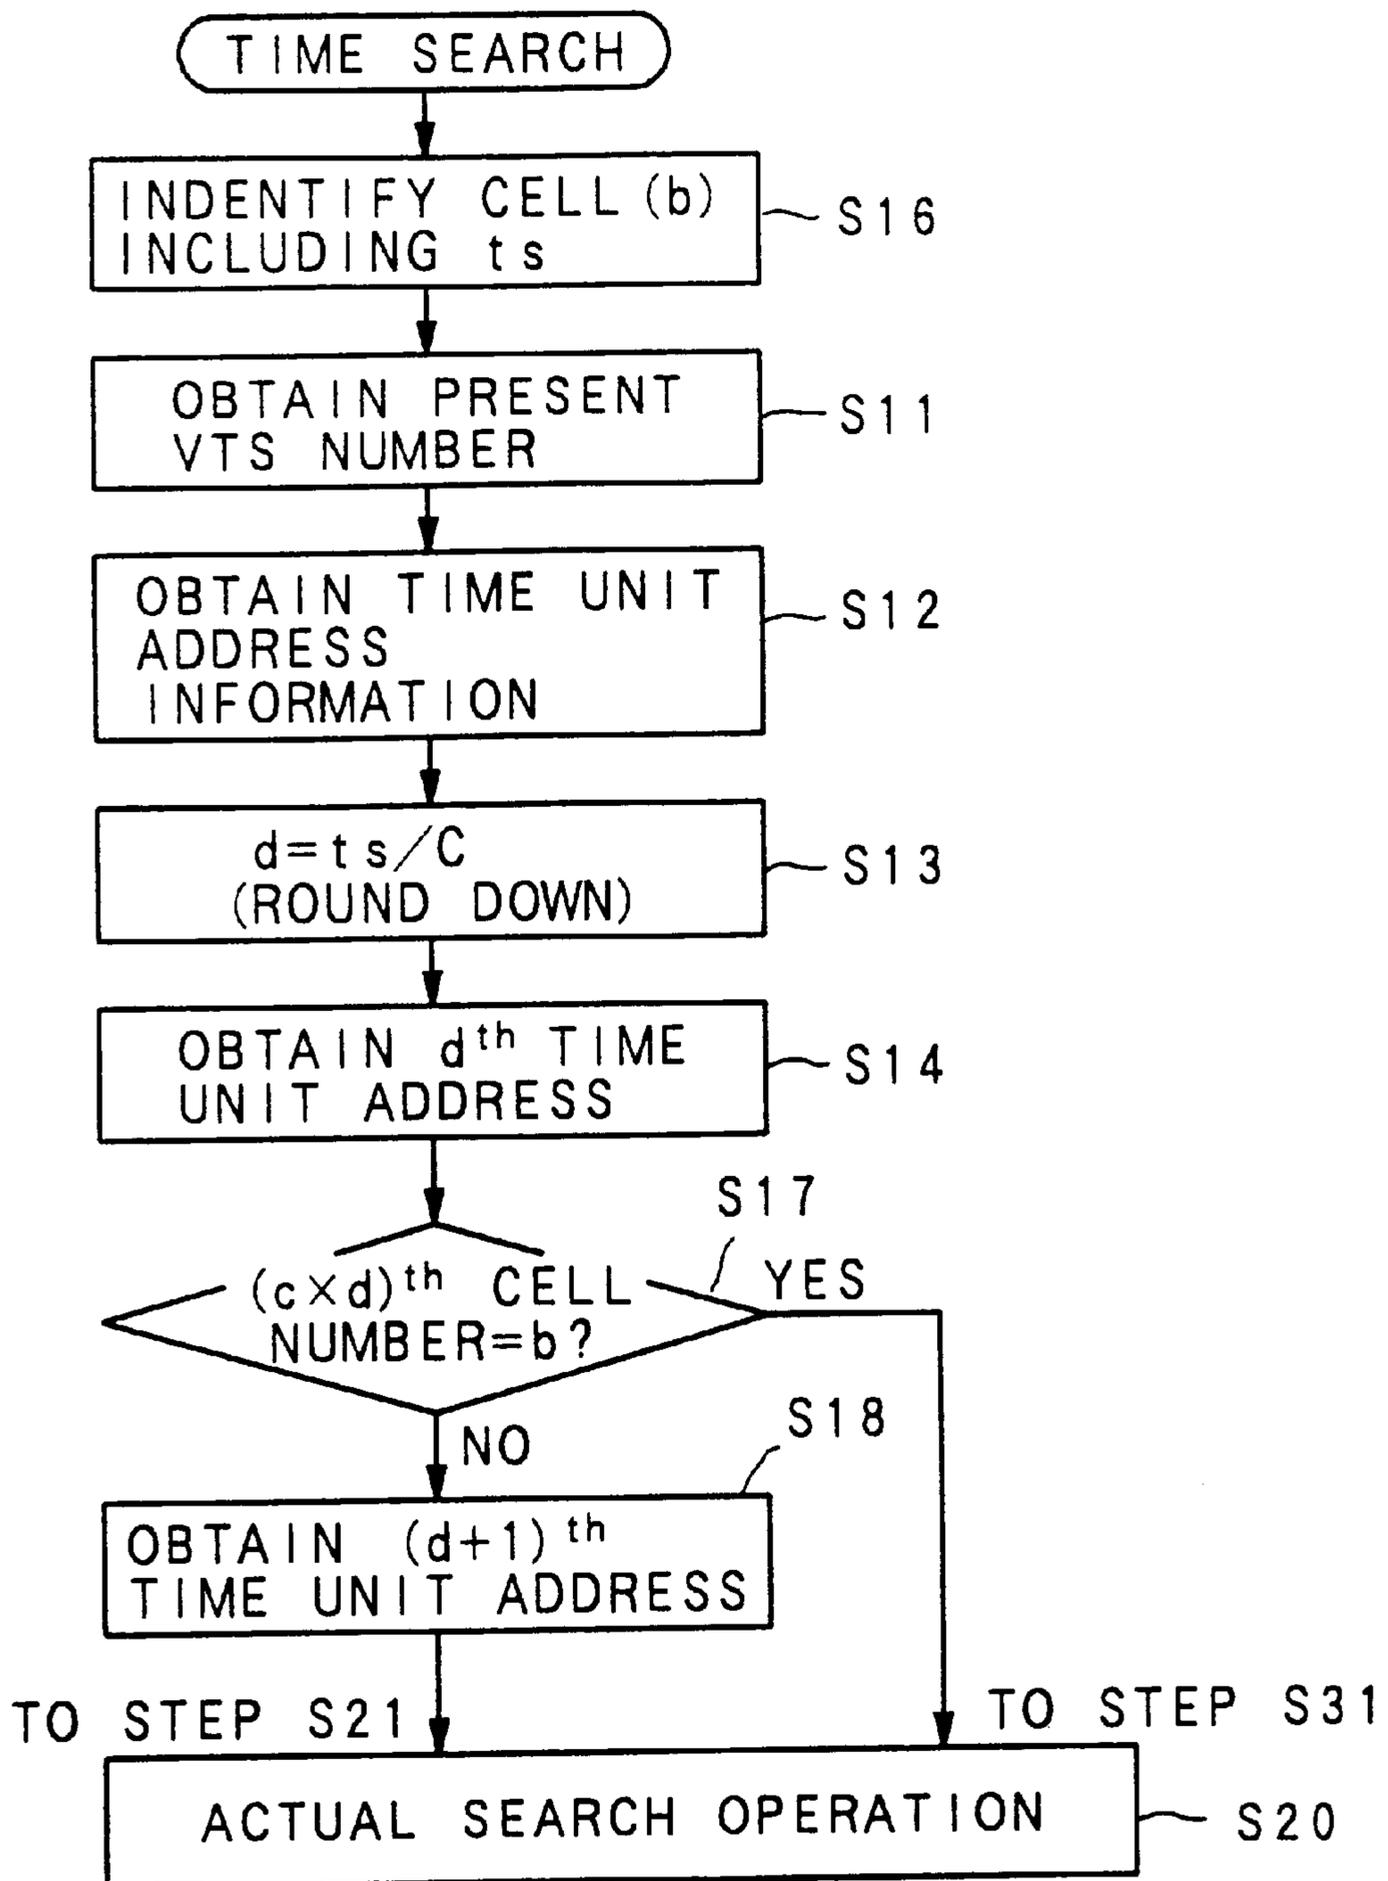 TIME SEARCH
INDENTIFY CELL (b)
INCLUDING ts
S16
OBTAIN PRESENT
VTS NUMBER
S11
OBTAIN TIME UNIT
ADDRESS
INFORMATION
S12
d=ts/C
(ROUND DOWN)
S13
OBTAIN dth TIME
UNIT ADDRESS
S14
S17
(c×d)th CELL
NUMBER=b?
YES
NO
S18
OBTAIN (d+1)th
TIME UNIT ADDRESS
TO STEP S21
TO STEP S31
ACTUAL SEARCH OPERATION
S20